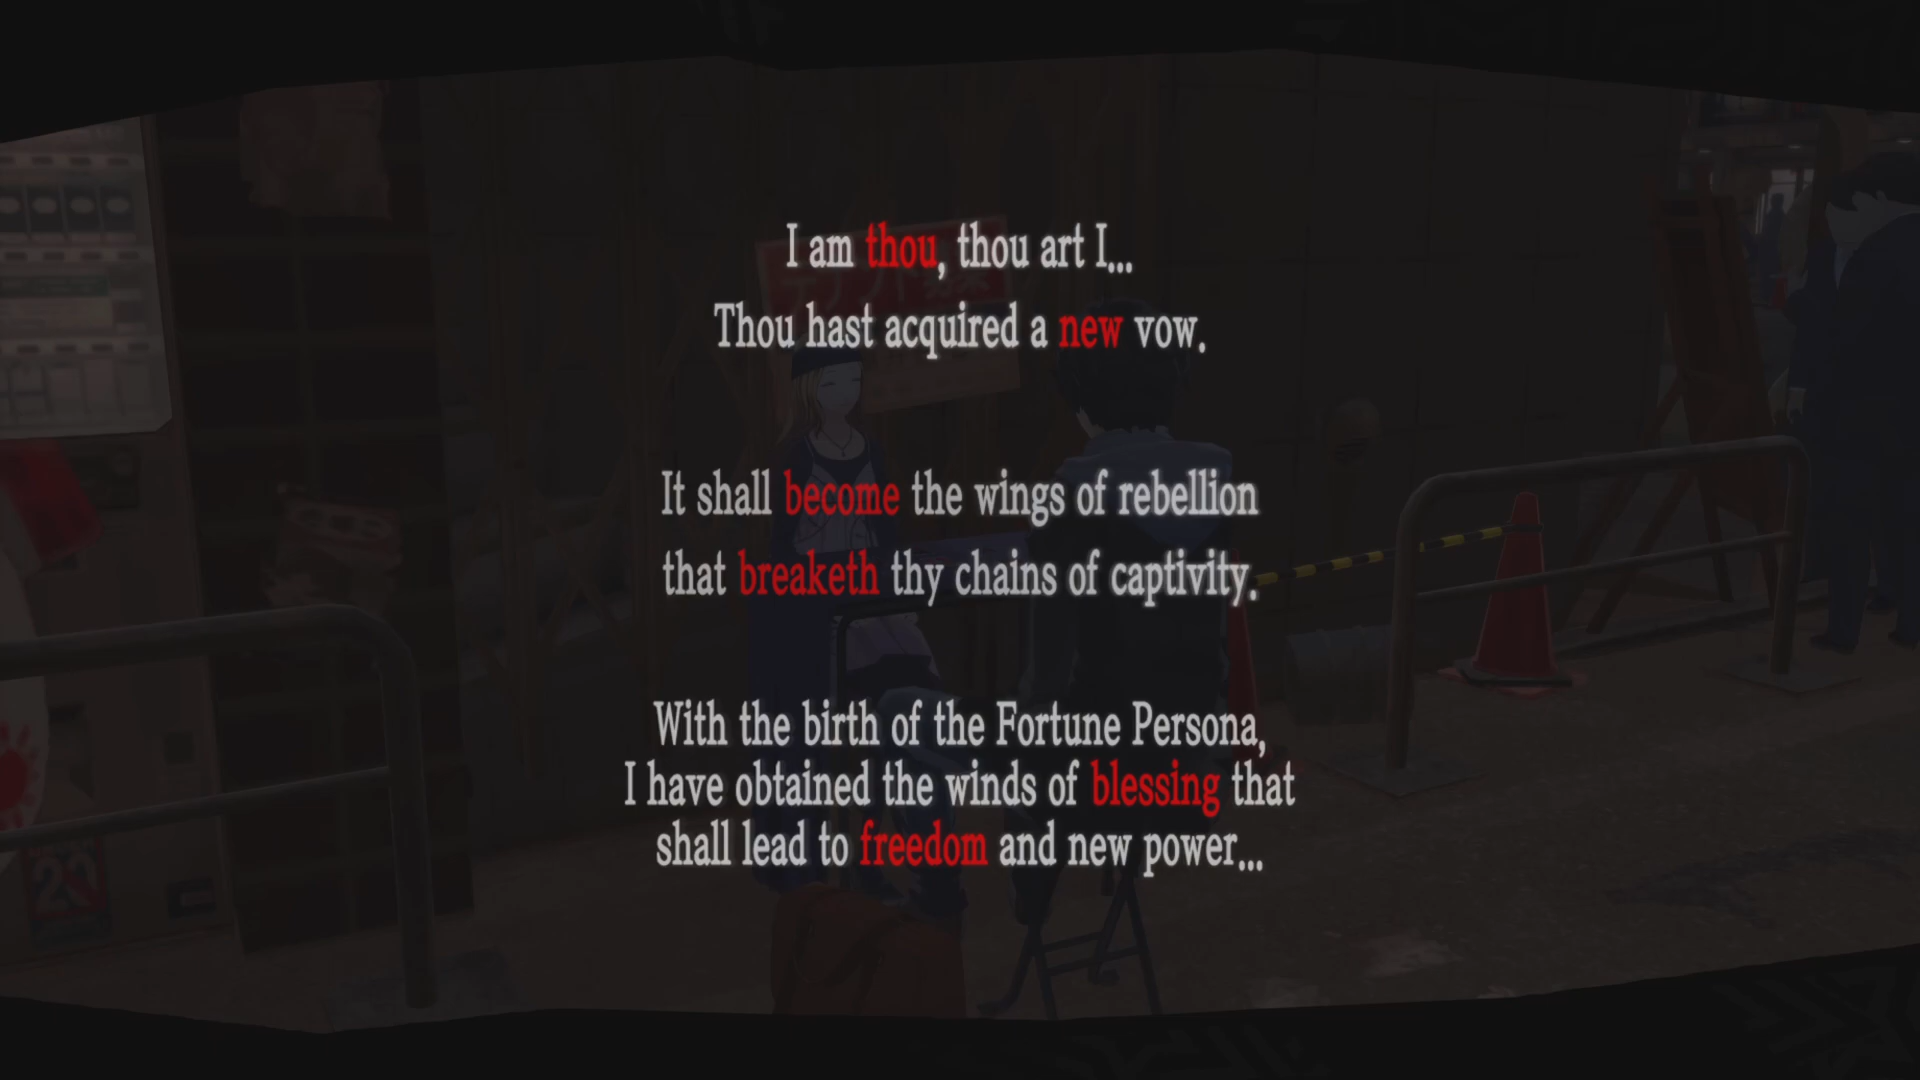 I am thou, thou art I...
Thou hast acquired a new vow.
It shall become the wings of rebellion
that breaketh thy chains of captivity.
With the birth of the Fortune Persona,
I have obtained the winds of blessing that
shall lead to freedom and new power...